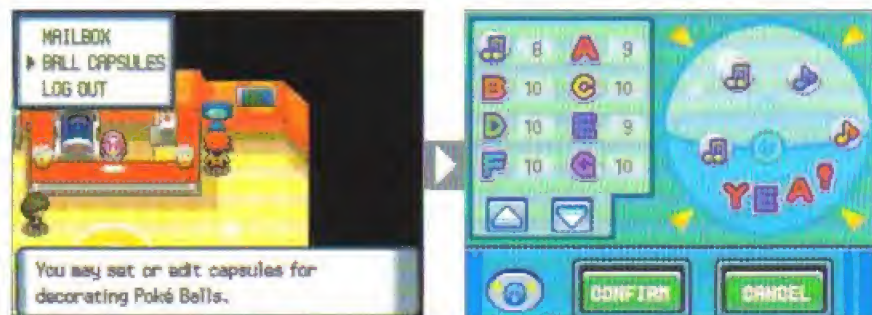 MAILBOX
BALL CAPSULES
LOG OUT
You may set or edit capsules for
decorating Poké Balls.
8 A 9
B 10 C 10
D 10 E 9
F 10 G 10
YEA!
CONFIRM CANCEL